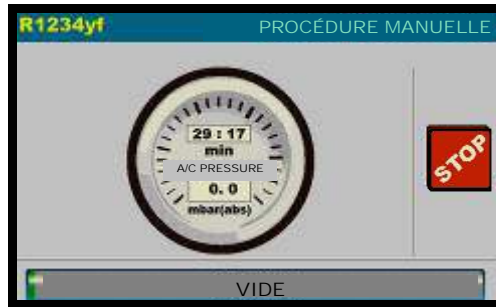 R1234yf PROCÉDURE MANUELLE
29 : 17
min
A/C PRESSURE
0. 0
mbar(abs)
STOP
VIDE